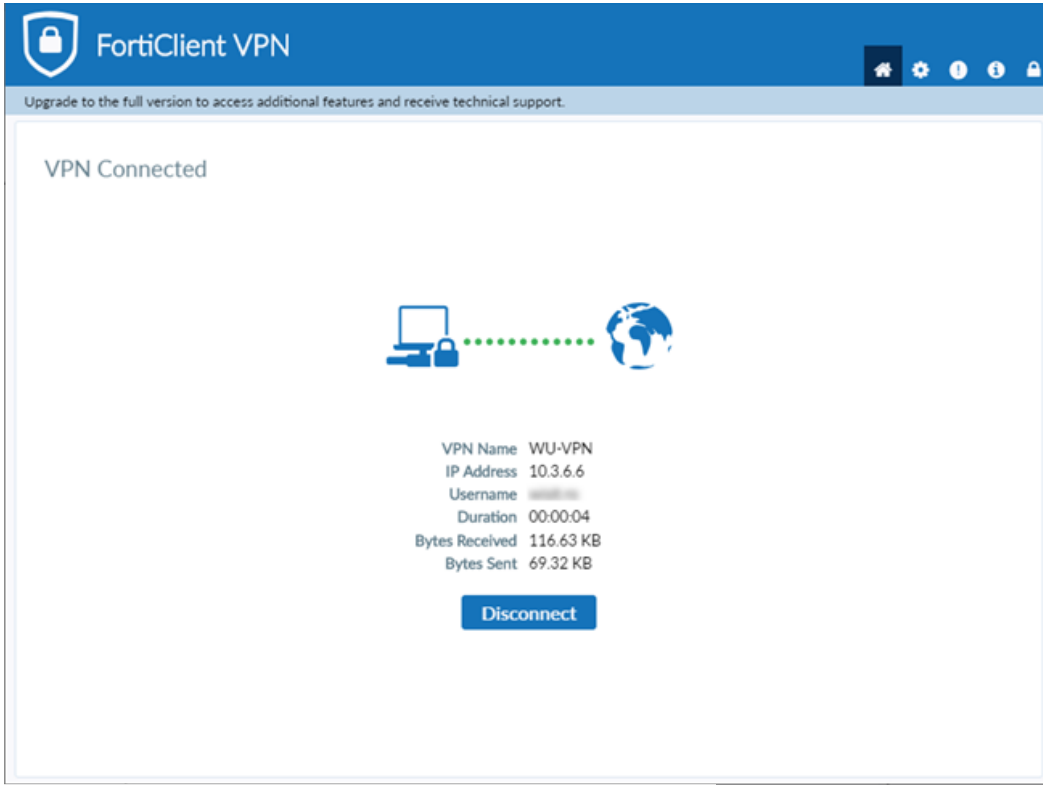 FortiClient VPN
Upgrade to the full version to access additional features and receive technical support.
VPN Connected
VPN Name WU-VPN
IP Address 10.3.6.6
Username
Duration 00:00:04
Bytes Received 116.63 KB
Bytes Sent 69.32 KB
Disconnect